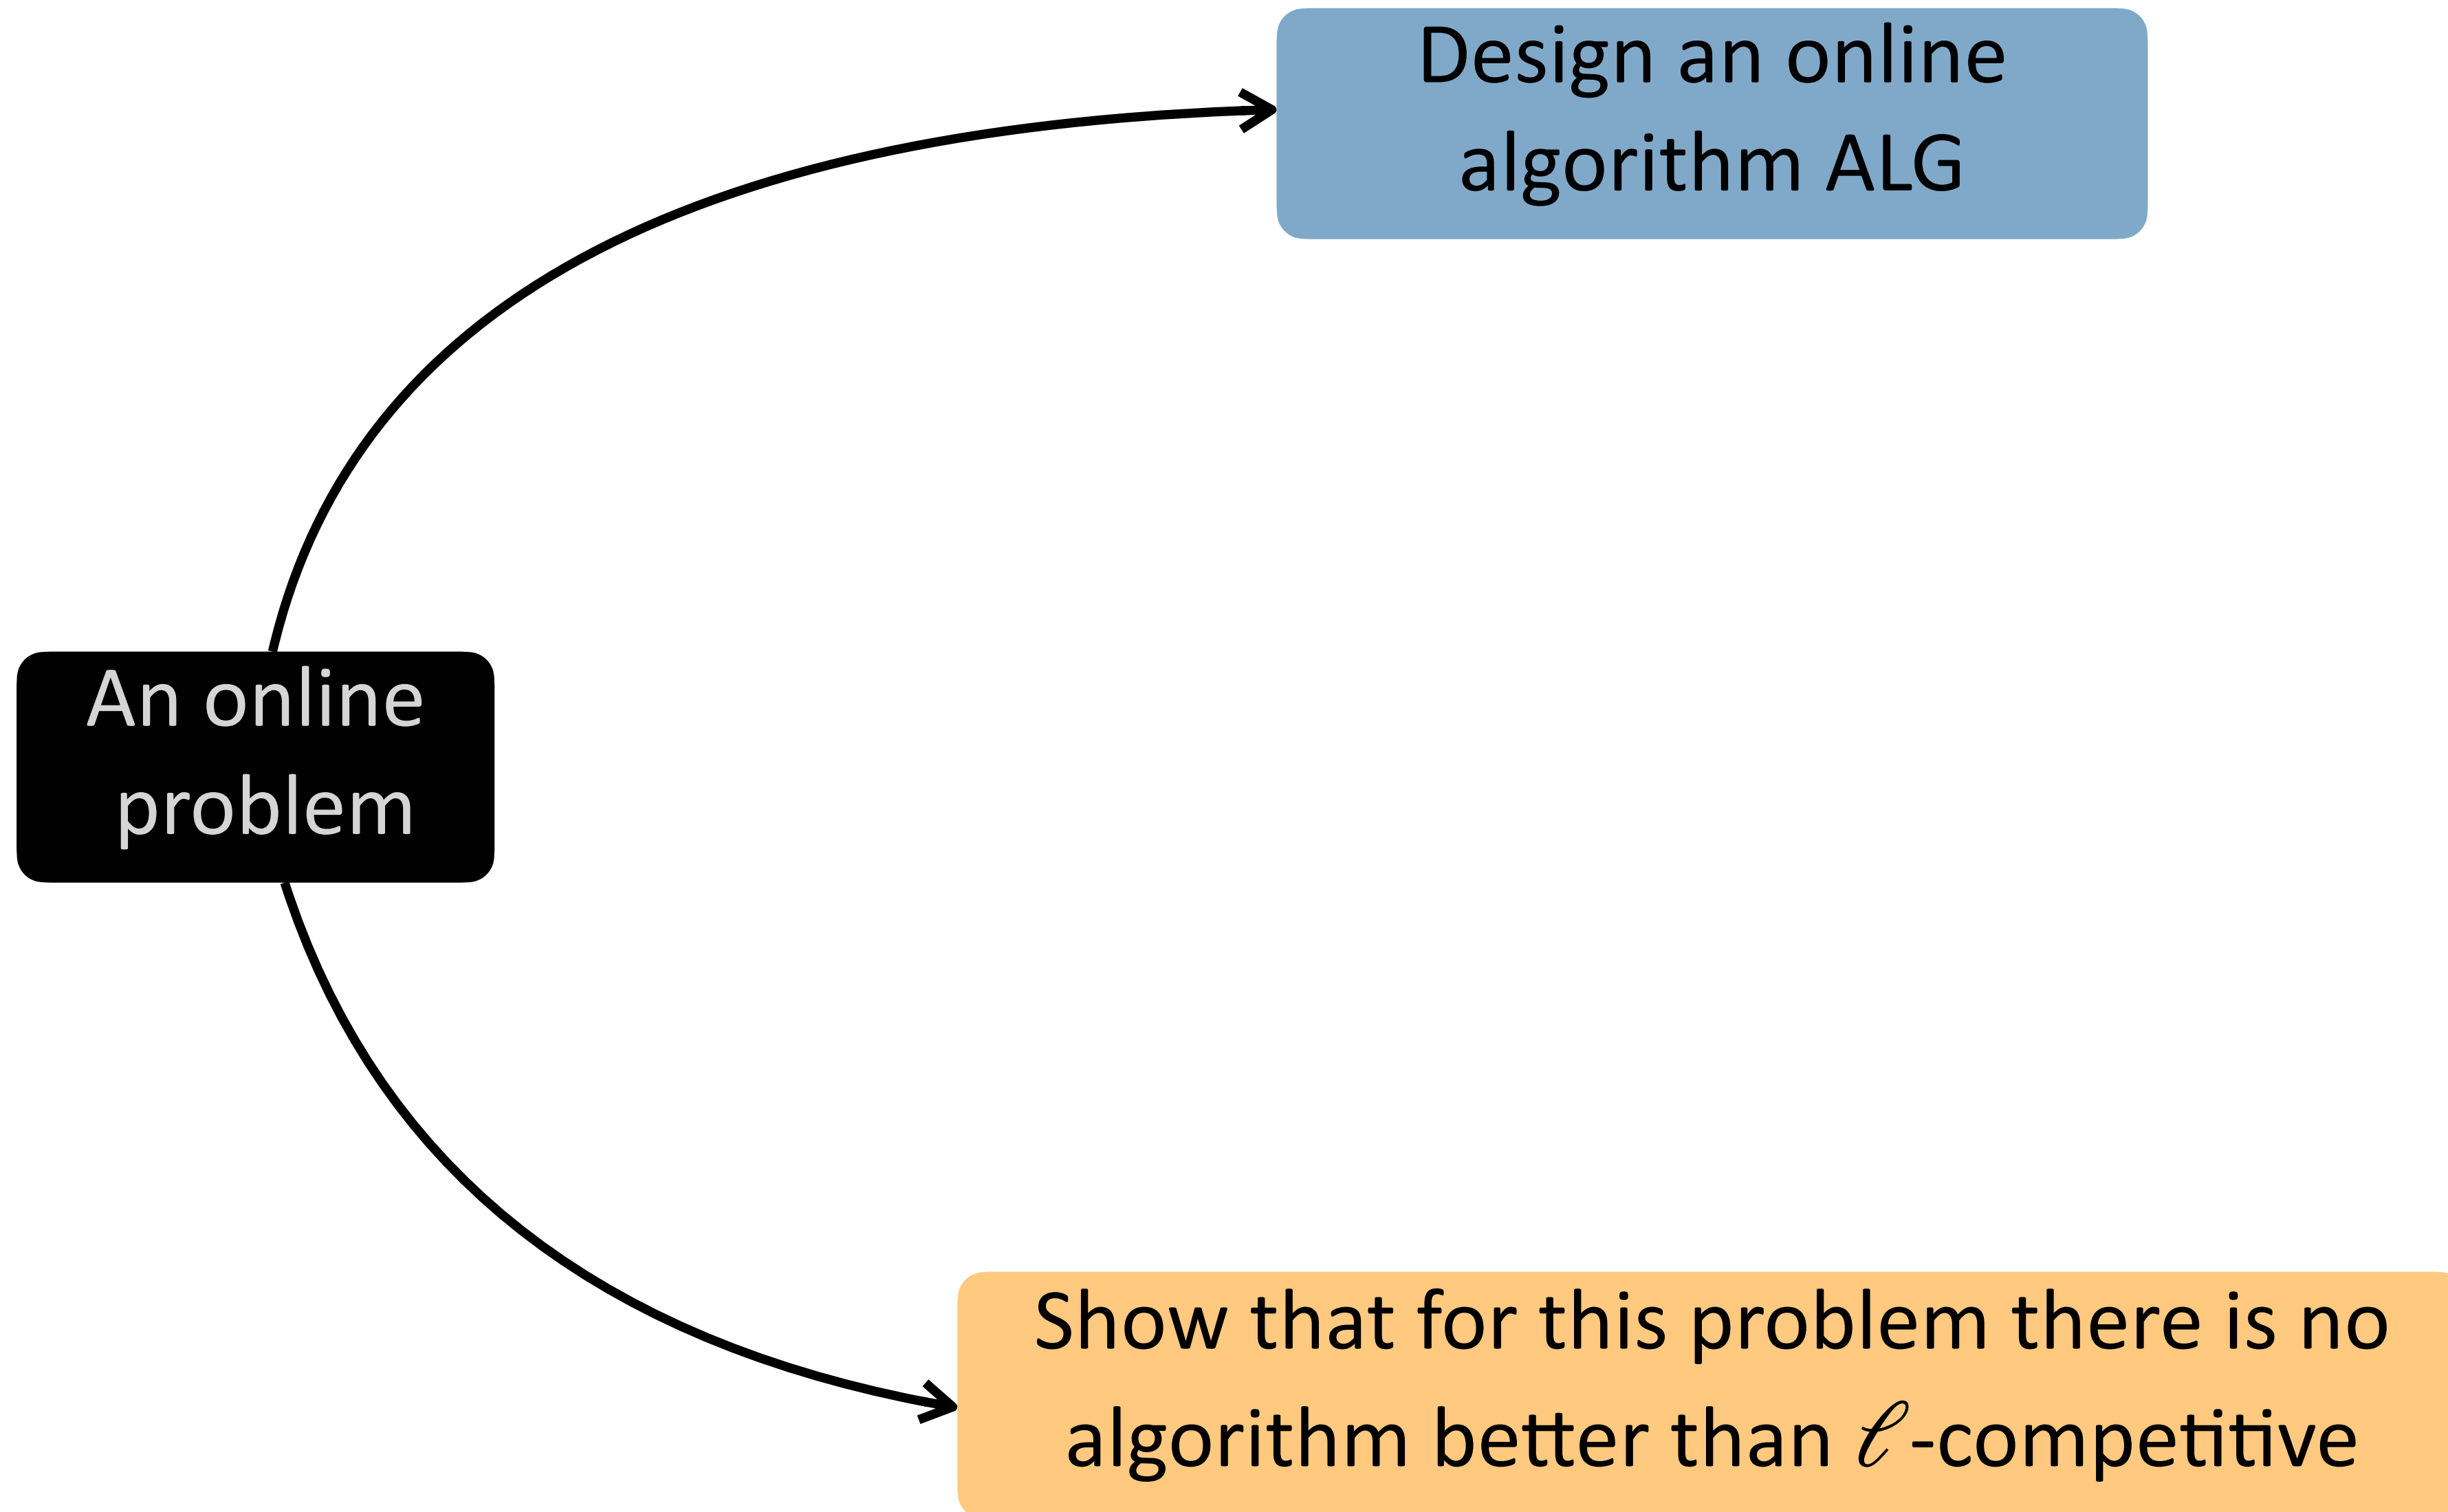 Design an online
algorithm ALG
An online
problem
Show that for this problem there is no
algorithm better than ℓ-competitive